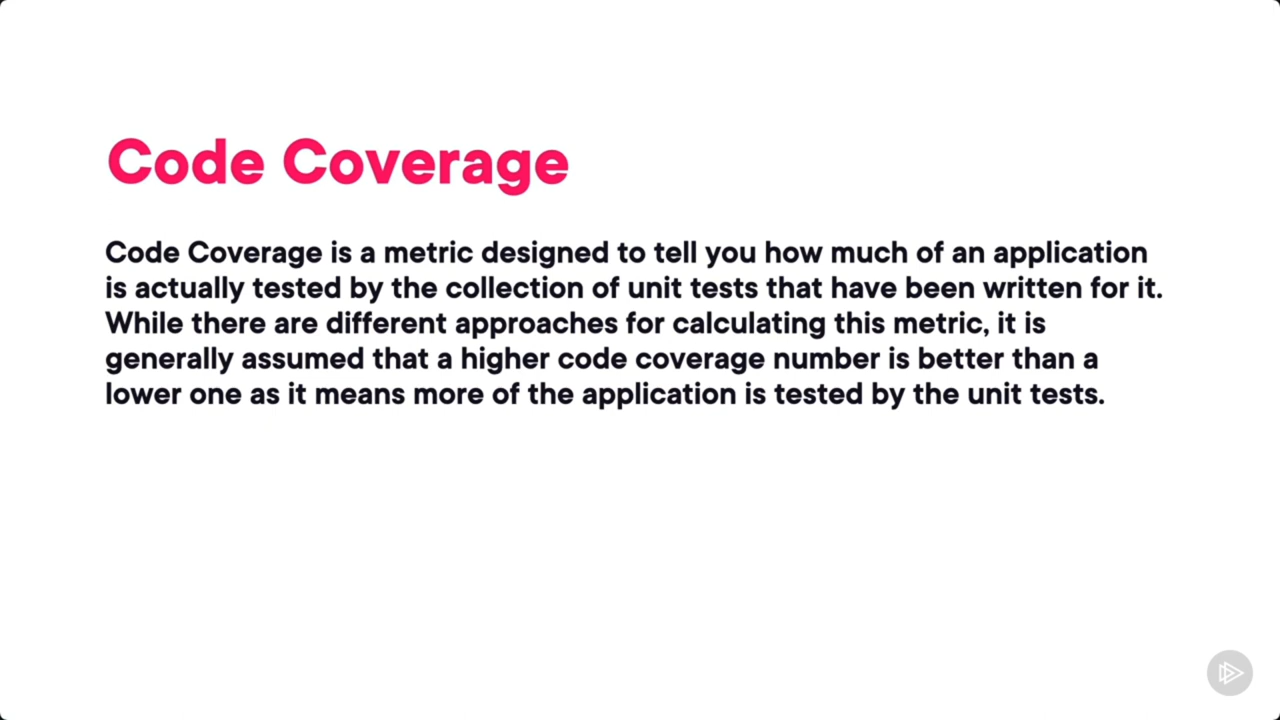 Code Coverage
Code Coverage is a metric designed to tell you how much of an application
is actually tested by the collection of unit tests that have been written for it.
While there are different approaches for calculating this metric, it is
generally assumed that a higher code coverage number is better than a
lower one as it means more of the application is tested by the unit tests.